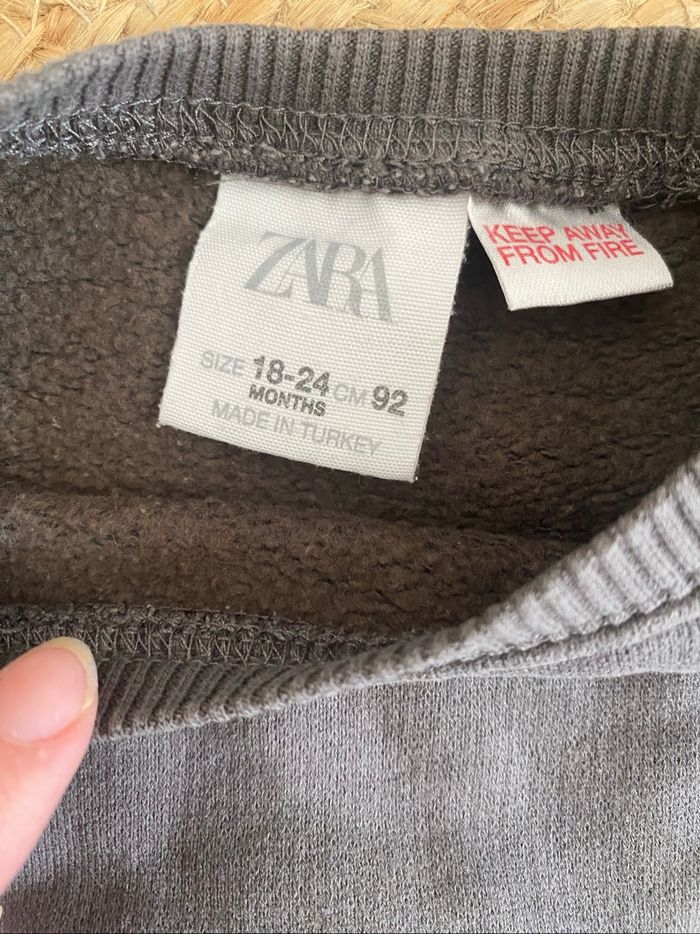 ZARA
SIZE 18-24 CM 92
MONTHS
MADE IN TURKEY
KEEP AWAY
FROM FIRE